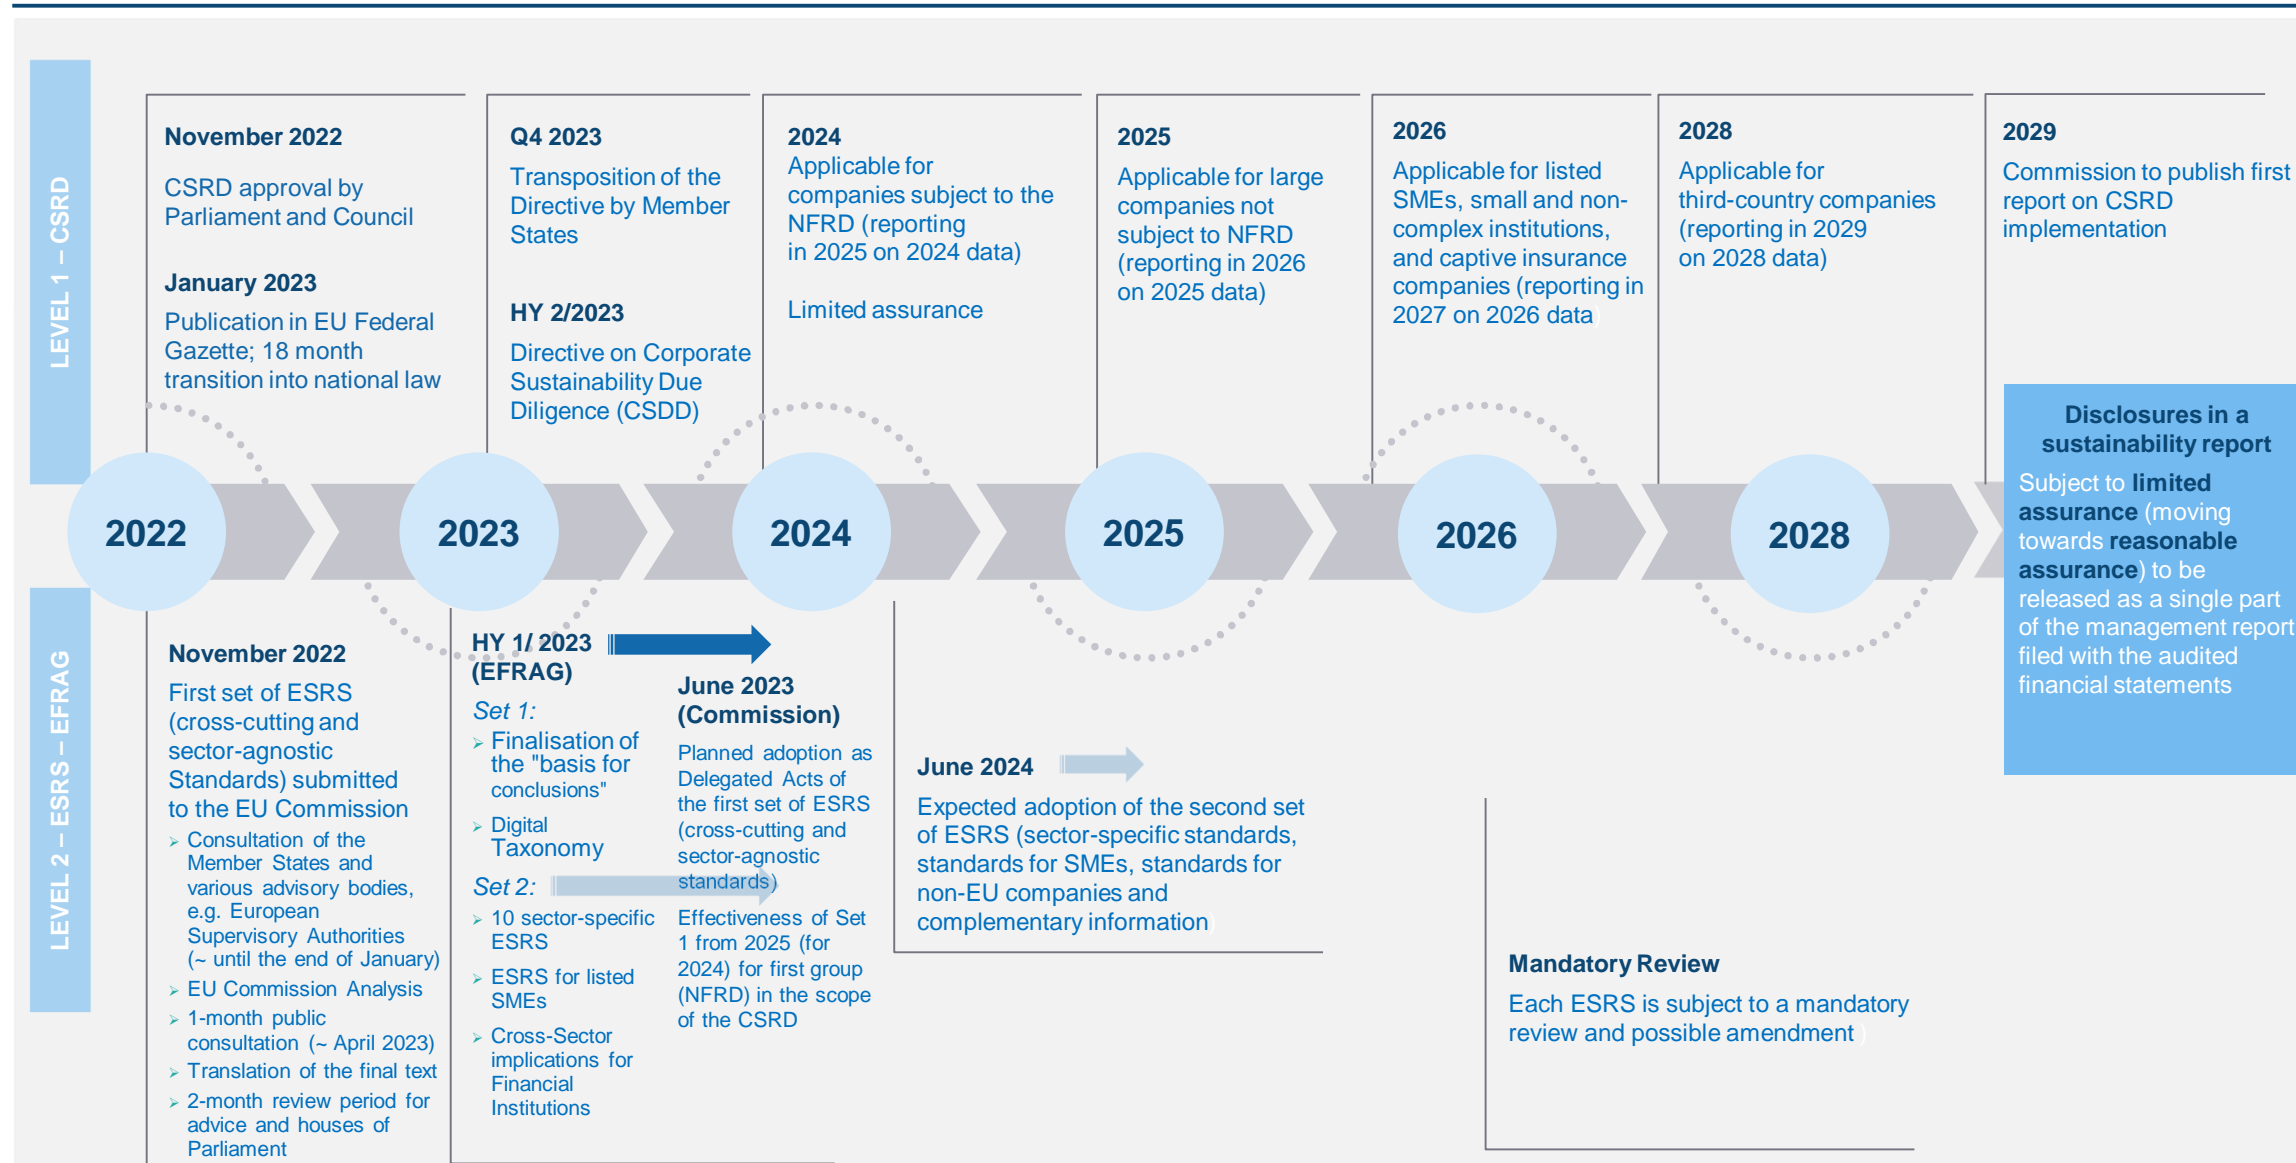 LEVEL 1 – CSRD
November 2022
CSRD approval by
Parliament and Council
January 2023
Publication in EU Federal
Gazette; 18 month
transition into national law
Q4 2023
Transposition of the
Directive by Member
States
HY 2/2023
Directive on Corporate
Sustainability Due
Diligence (CSDD)
2024
Applicable for
companies subject to the
NFRD (reporting
in 2025 on 2024 data)
Limited assurance
2025
Applicable for large
companies not
subject to NFRD
(reporting in 2026
on 2025 data)
2026
Applicable for listed
SMEs, small and non-
complex institutions,
and captive insurance
companies (reporting in
2027 on 2026 data)
2028
Applicable for
third-country companies
(reporting in 2029
on 2028 data)
2029
Commission to publish first
report on CSRD
implementation
2022
2023
2024
2025
2026
2028
Disclosures in a
sustainability report
Subject to limited
assurance (moving
towards reasonable
assurance) to be
released as a single part
of the management report
filed with the audited
financial statements
LEVEL 2 – ESRS – EFRAG
November 2022
First set of ESRS
(cross-cutting and
sector-agnostic
Standards) submitted
to the EU Commission
➢ Consultation of the
Member States and
various advisory bodies,
e.g. European
Supervisory Authorities
(~ until the end of January)
➢ EU Commission Analysis
➢ 1-month public
consultation (~ April 2023)
➢ Translation of the final text
➢ 2-month review period for
advice and houses of
Parliament
HY 1/ 2023
(EFRAG)
Set 1:
➢ Finalisation of
the "basis for
conclusions"
➢ Digital
Taxonomy
Set 2:
➢ 10 sector-specific
ESRS
➢ ESRS for listed
SMEs
➢ Cross-Sector
implications for
Financial
Institutions
June 2023
(Commission)
Planned adoption as
Delegated Acts of
the first set of ESRS
(cross-cutting and
sector-agnostic
standards)
Effectiveness of Set
1 from 2025 (for
2024) for first group
(NFRD) in the scope
of the CSRD
June 2024
Expected adoption of the second set
of ESRS (sector-specific standards,
standards for SMEs, standards for
non-EU companies and
complementary information)
Mandatory Review
Each ESRS is subject to a mandatory
review and possible amendment)